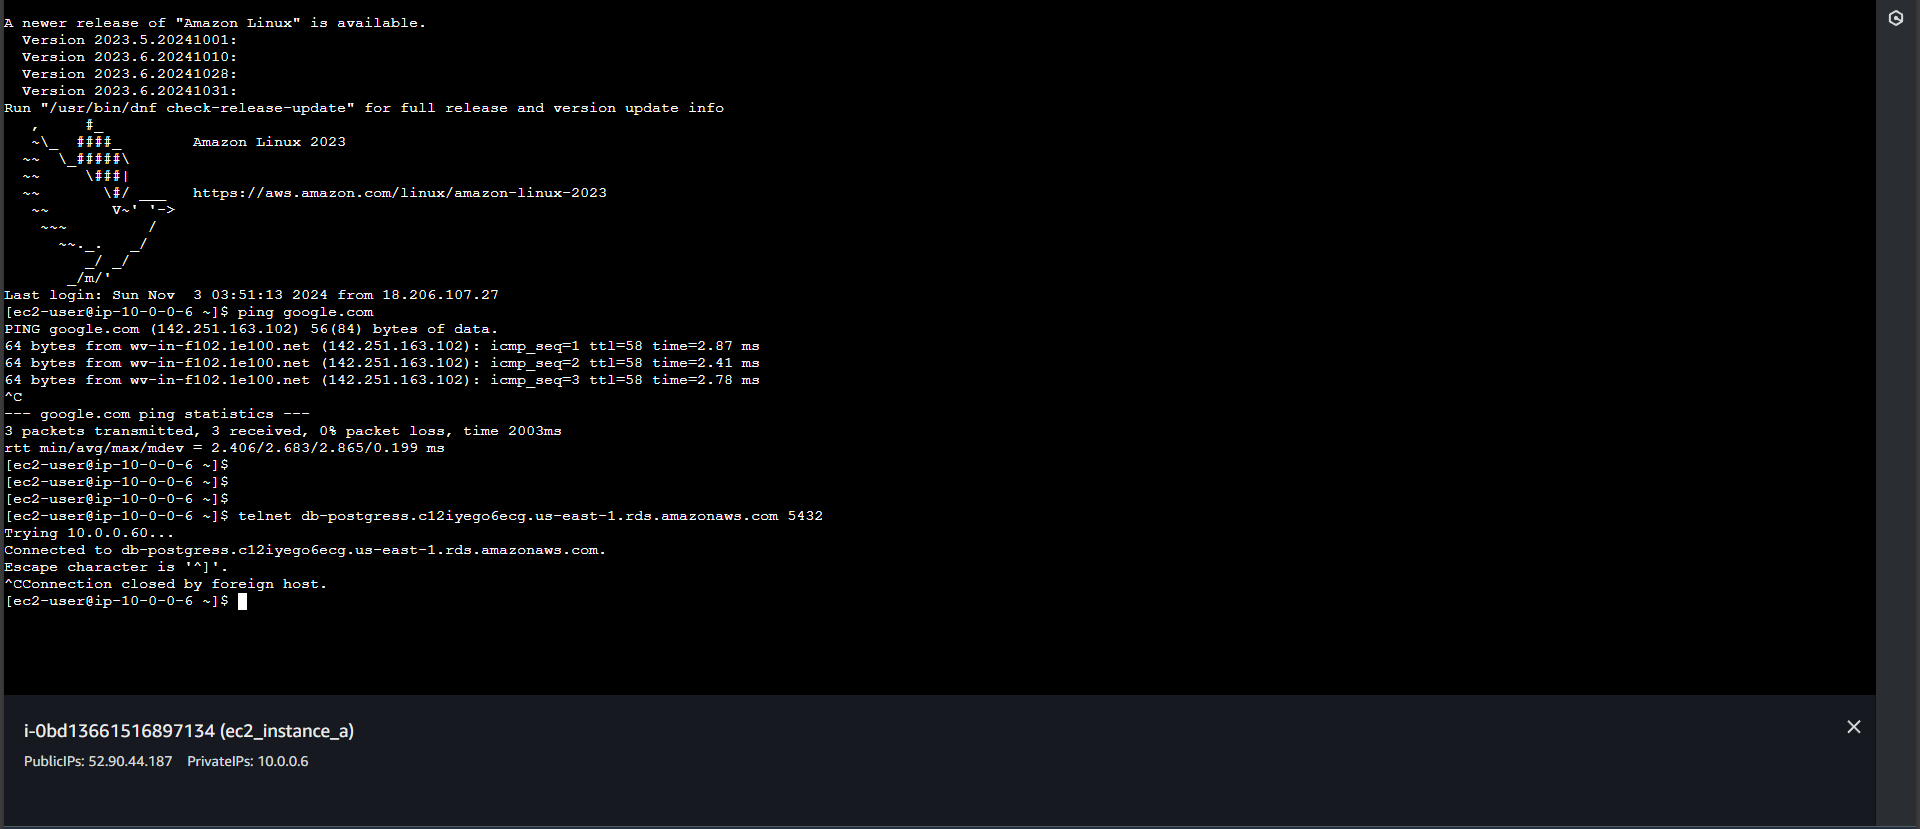 A newer release of "Amazon Linux" is available.
  Version 2023.5.20241001:
  Version 2023.6.20241010:
  Version 2023.6.20241028:
  Version 2023.6.20241031:
Run "/usr/bin/dnf check-release-update" for full release and version update info
   ,     #_
   ~\_  ####_        Amazon Linux 2023
  ~~  \_#####\
  ~~     \###|
  ~~       \#/ ___   https://aws.amazon.com/linux/amazon-linux-2023
   ~~       V~' '->
    ~~~         /
      ~~._.   _/
         _/ _/
       _/m/'
Last login: Sun Nov  3 03:51:13 2024 from 18.206.107.27
[ec2-user@ip-10-0-0-6 ~]$ ping google.com
PING google.com (142.251.163.102) 56(84) bytes of data.
64 bytes from wv-in-f102.1e100.net (142.251.163.102): icmp_seq=1 ttl=58 time=2.87 ms
64 bytes from wv-in-f102.1e100.net (142.251.163.102): icmp_seq=2 ttl=58 time=2.41 ms
64 bytes from wv-in-f102.1e100.net (142.251.163.102): icmp_seq=3 ttl=58 time=2.78 ms
^C
--- google.com ping statistics ---
3 packets transmitted, 3 received, 0% packet loss, time 2003ms
rtt min/avg/max/mdev = 2.406/2.683/2.865/0.199 ms
[ec2-user@ip-10-0-0-6 ~]$
[ec2-user@ip-10-0-0-6 ~]$
[ec2-user@ip-10-0-0-6 ~]$
[ec2-user@ip-10-0-0-6 ~]$ telnet db-postgress.c12iyego6ecg.us-east-1.rds.amazonaws.com 5432
Trying 10.0.0.60...
Connected to db-postgress.c12iyego6ecg.us-east-1.rds.amazonaws.com.
Escape character is '^]'.
^CConnection closed by foreign host.
[ec2-user@ip-10-0-0-6 ~]$
i-0bd13661516897134 (ec2_instance_a)
PublicIPs: 52.90.44.187    PrivateIPs: 10.0.0.6